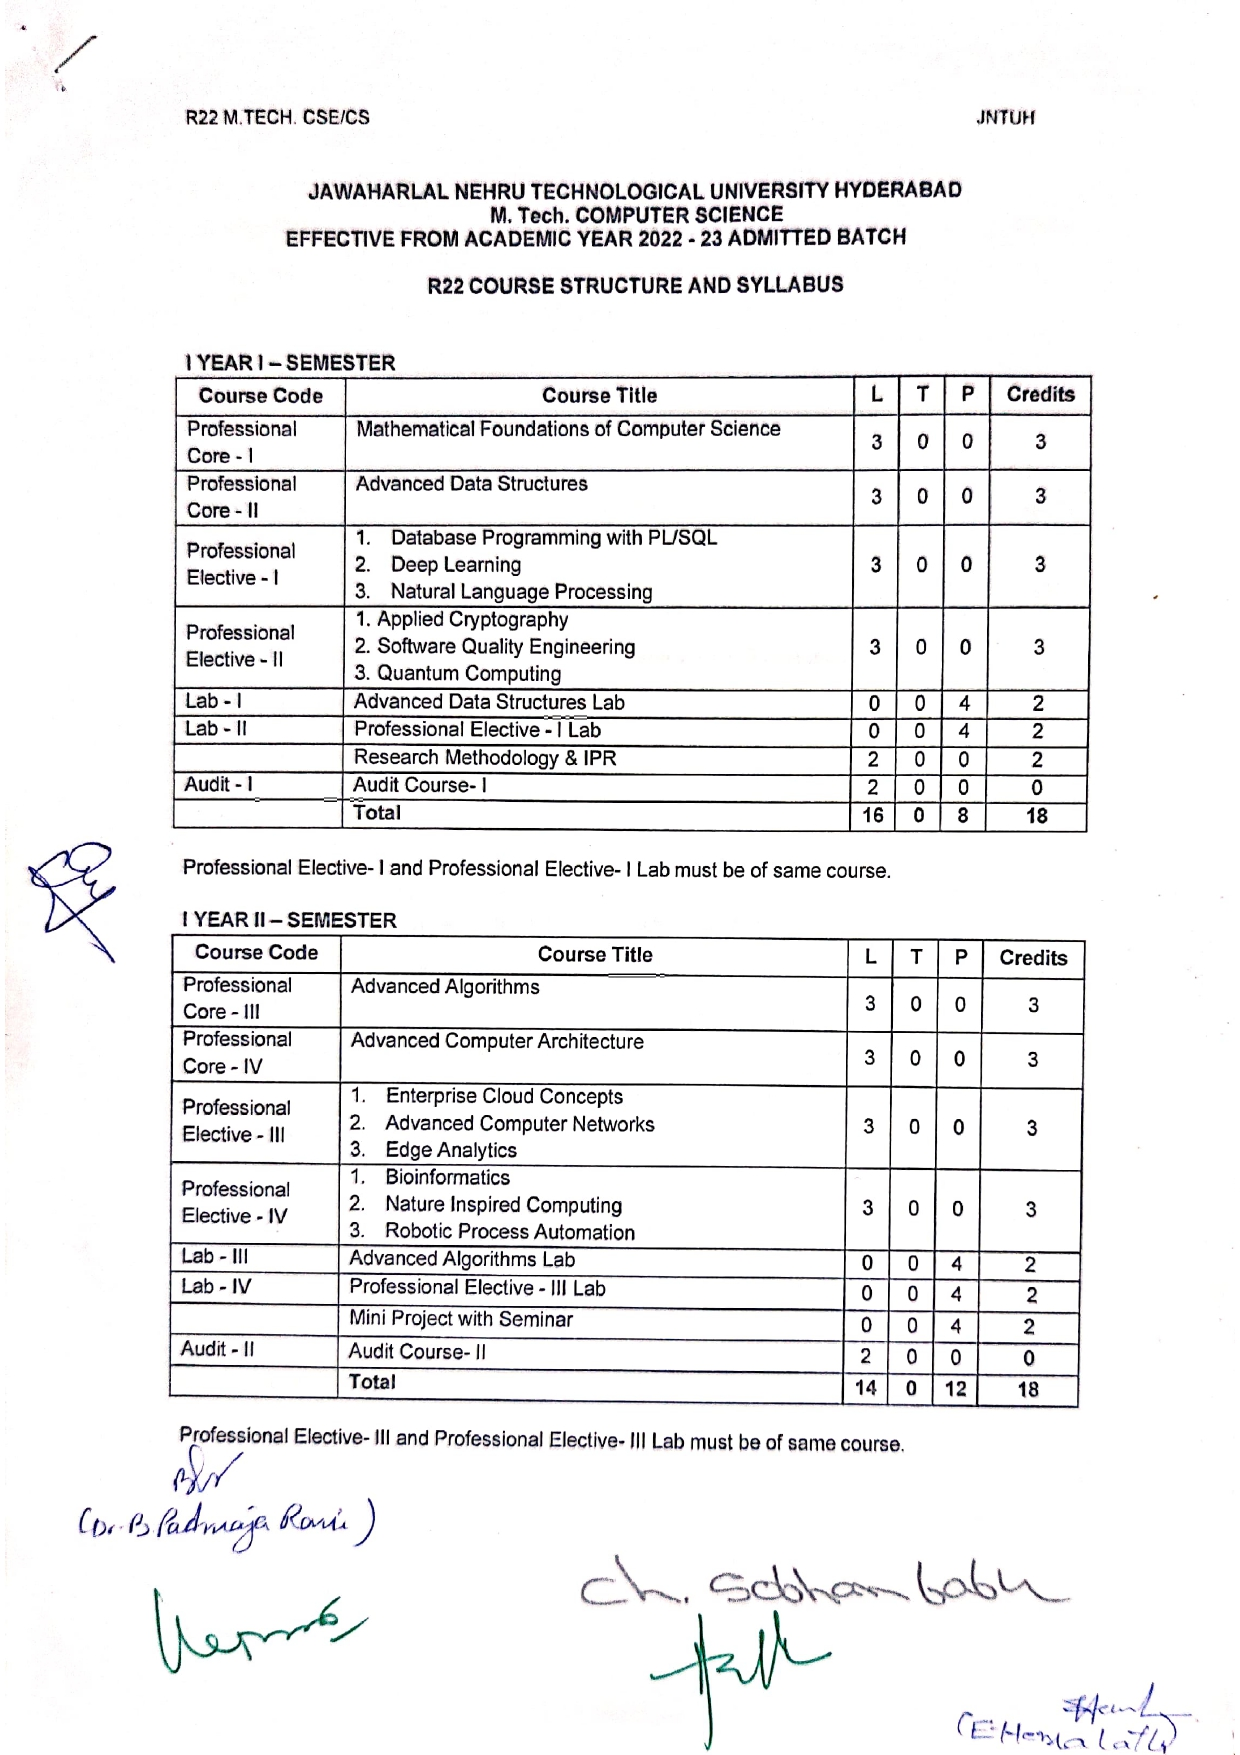 R22 M.TECH. CSE/CS JNTUH
JAWAHARLAL NEHRU TECHNOLOGICAL UNIVERSITY HYDERABAD
M. Tech. COMPUTER SCIENCE
EFFECTIVE FROM ACADEMIC YEAR 2022 - 23 ADMITTED BATCH
R22 COURSE STRUCTURE AND SYLLABUS
I YEAR I – SEMESTER
Course Code Course Title L T P Credits
Professional Core - I Mathematical Foundations of Computer Science 3 0 0 3
Professional Core - II Advanced Data Structures 3 0 0 3
Professional Elective - I
1. Database Programming with PL/SQL
2. Deep Learning
3. Natural Language Processing
3 0 0 3
Professional Elective - II
1. Applied Cryptography
2. Software Quality Engineering
3. Quantum Computing
3 0 0 3
Lab - I Advanced Data Structures Lab 0 0 4 2
Lab - II Professional Elective - I Lab 0 0 4 2
Research Methodology & IPR 2 0 0 2
Audit - I Audit Course- I 2 0 0 0
Total 16 0 8 18
Professional Elective- I and Professional Elective- I Lab must be of same course.
I YEAR II – SEMESTER
Course Code Course Title L T P Credits
Professional Core - III Advanced Algorithms 3 0 0 3
Professional Core - IV Advanced Computer Architecture 3 0 0 3
Professional Elective - III
1. Enterprise Cloud Concepts
2. Advanced Computer Networks
3. Edge Analytics
3 0 0 3
Professional Elective - IV
1. Bioinformatics
2. Nature Inspired Computing
3. Robotic Process Automation
3 0 0 3
Lab - III Advanced Algorithms Lab 0 0 4 2
Lab - IV Professional Elective - III Lab 0 0 4 2
Mini Project with Seminar 0 0 4 2
Audit - II Audit Course- II 2 0 0 0
Total 14 0 12 18
Professional Elective- III and Professional Elective- III Lab must be of same course.
(Dr. B. Padmaja Rani)
Ch. Sobhan babu
(E Hemalatha)